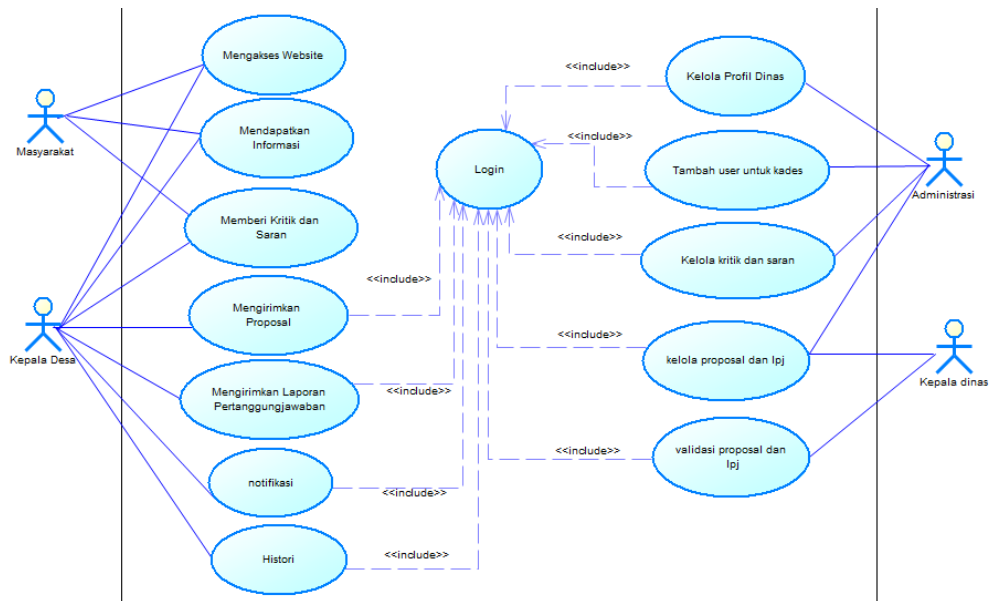 Mengakses Website
Masyarakat
Mendapatkan
Informasi
Memberi Kritik dan
Saran
Mengirimkan
Proposal
Kepala Desa
Mengirimkan Laporan
Pertanggungjawaban
notifikasi
Histori
<<include>>
<<include>>
<<include>>
<<include>>
Login
<<include>>
<<include>>
<<include>>
<<include>>
<<include>>
Kelola Profil Dinas
Tambah user untuk kades
Administrasi
Kelola kritik dan saran
kelola proposal dan lpj
Kepala dinas
validasi proposal dan
lpj